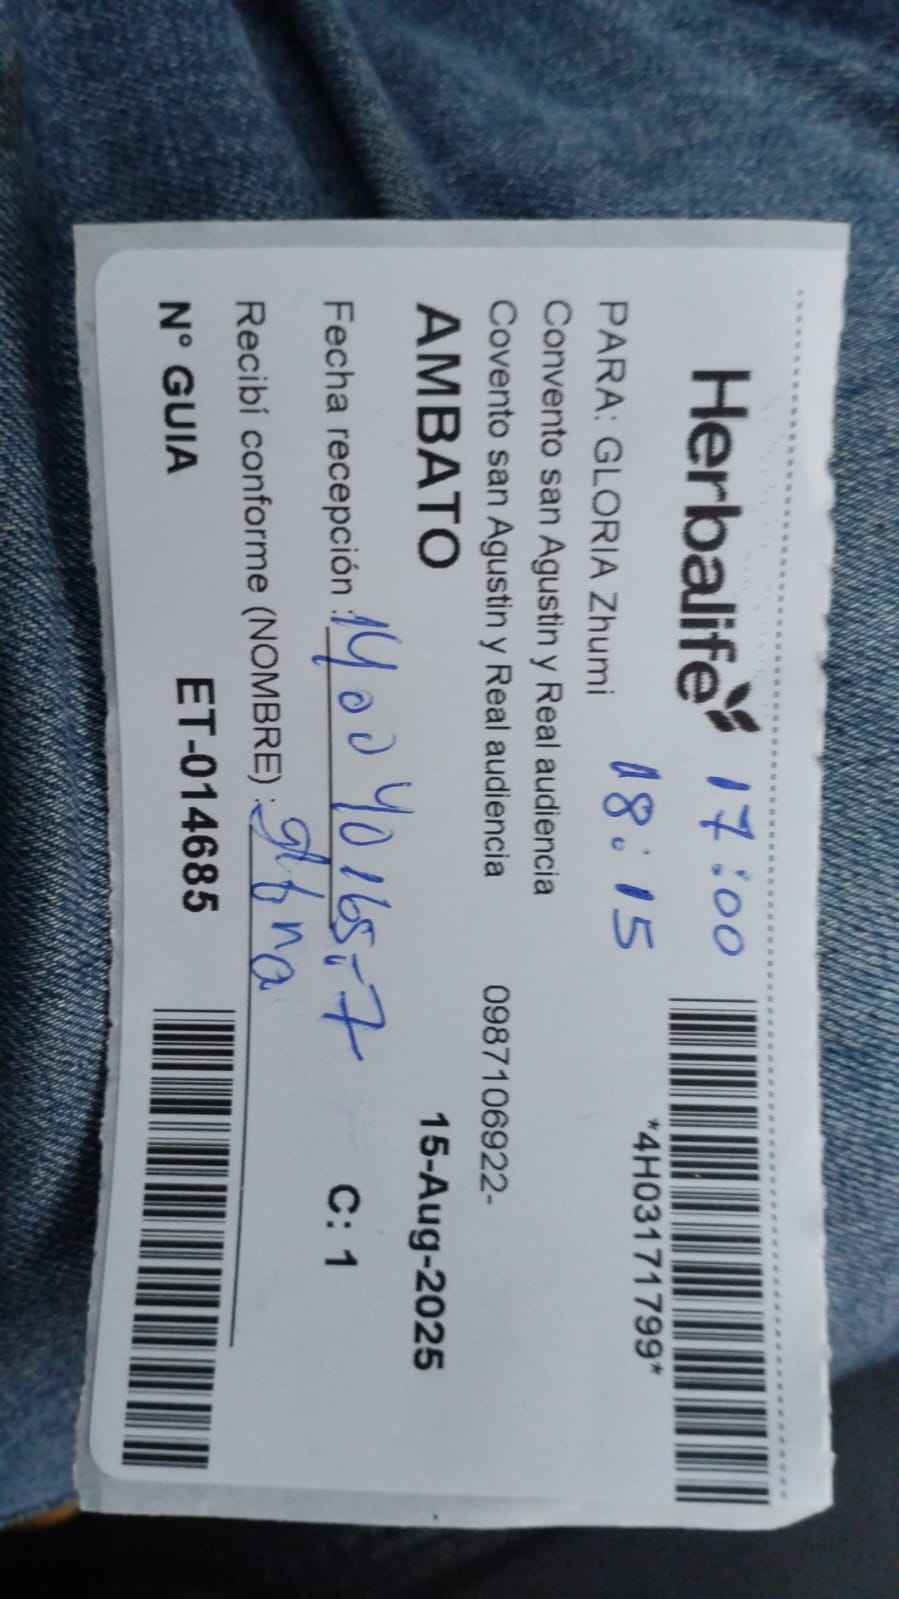 Herbalife
17:00
*4H03171799*
PARA: GLORIA Zhumi
18:15
Convento san Agustin y Real audiencia
Covento san Agustin y Real audiencia
0987106922-
AMBATO
15-Aug-2025
Fecha recepción : 1400401657
C: 1
Recibí conforme (NOMBRE) :
N° GUIA
ET-014685